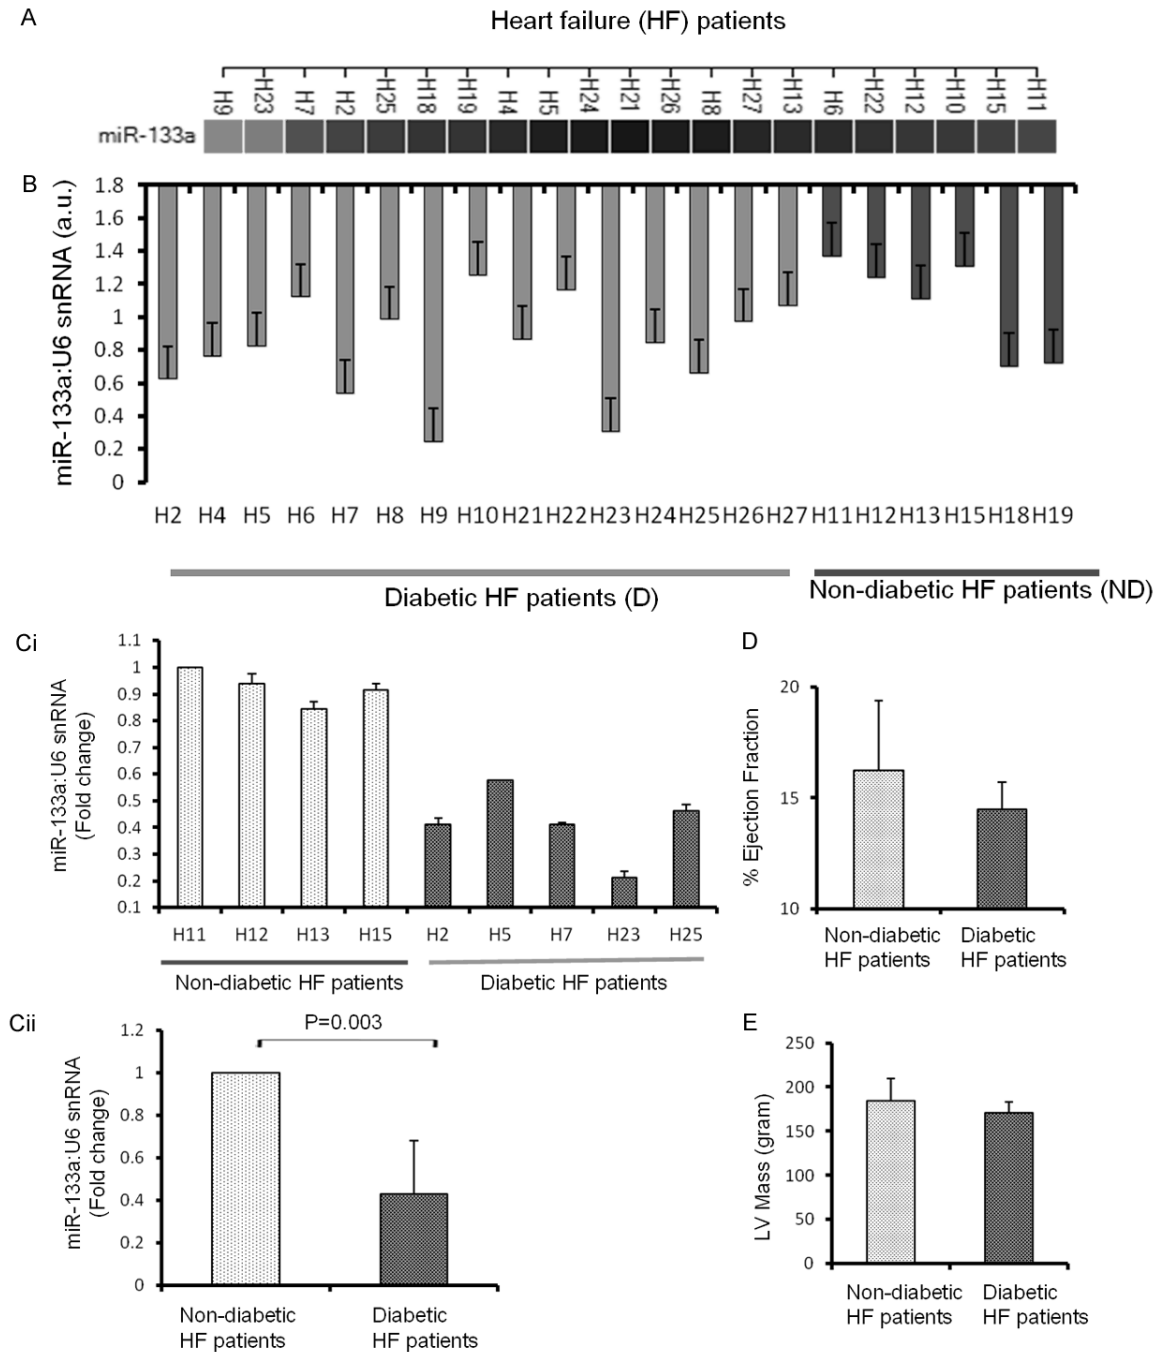 A
Heart failure (HF) patients
H9 H23 H7 H2 H25 H18 H19 H4 H5 H24 H21 H26 H8 H27 H13 H6 H22 H12 H10 H15 H11
miR-133a
B
miR-133a:U6 snRNA (a.u.)
1.8
1.6
1.4
1.2
1
0.8
0.6
0.4
0.2
0
H2 H4 H5 H6 H7 H8 H9 H10 H21 H22 H23 H24 H25 H26 H27 H11 H12 H13 H15 H18 H19
Diabetic HF patients (D)
Non-diabetic HF patients (ND)
Ci
miR-133a:U6 snRNA
(Fold change)
1.1
1
0.9
0.8
0.7
0.6
0.5
0.4
0.3
0.2
0.1
H11 H12 H13 H15 H2 H5 H7 H23 H25
Non-diabetic HF patients
Diabetic HF patients
D
% Ejection Fraction
20
15
10
Non-diabetic
HF patients
Diabetic
HF patients
Cii
miR-133a:U6 snRNA
(Fold change)
P=0.003
1.2
1
0.8
0.6
0.4
0.2
0
Non-diabetic
HF patients
Diabetic
HF patients
E
LV Mass (gram)
250
200
150
100
50
0
Non-diabetic
HF patients
Diabetic
HF patients